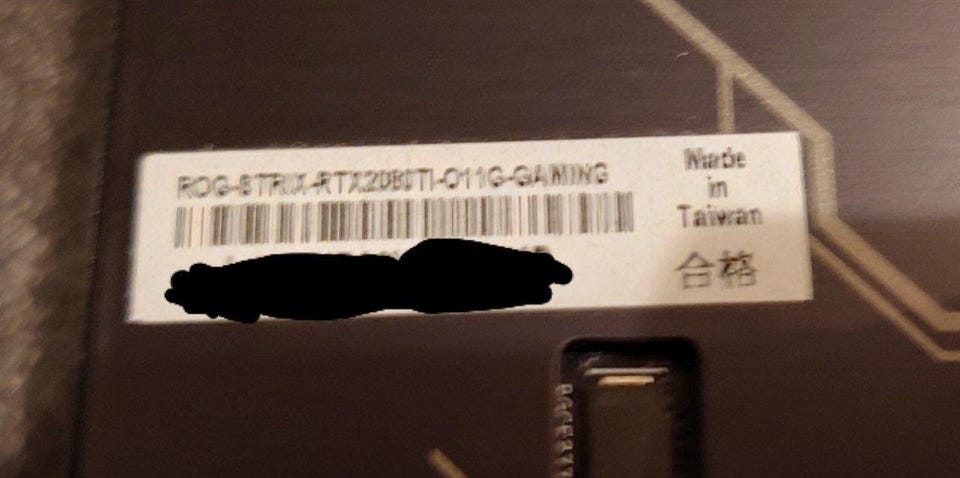 ROG-STRIX-RTX2080TI-O11G-GAMING
Made
in
Taiwan
合格